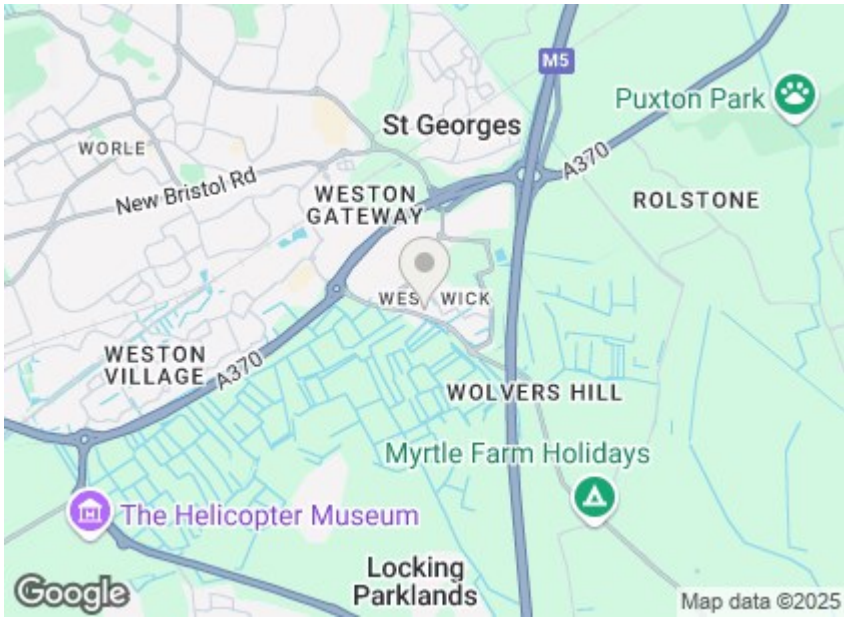 M5
Puxton Park
St Georges
A370
WORLE
New Bristol Rd
WESTON
GATEWAY
ROLSTONE
WES WICK
WESTON
VILLAGE
A370
WOLVERS HILL
Myrtle Farm Holidays
The Helicopter Museum
Locking
Parklands
Google
Map data ©2025